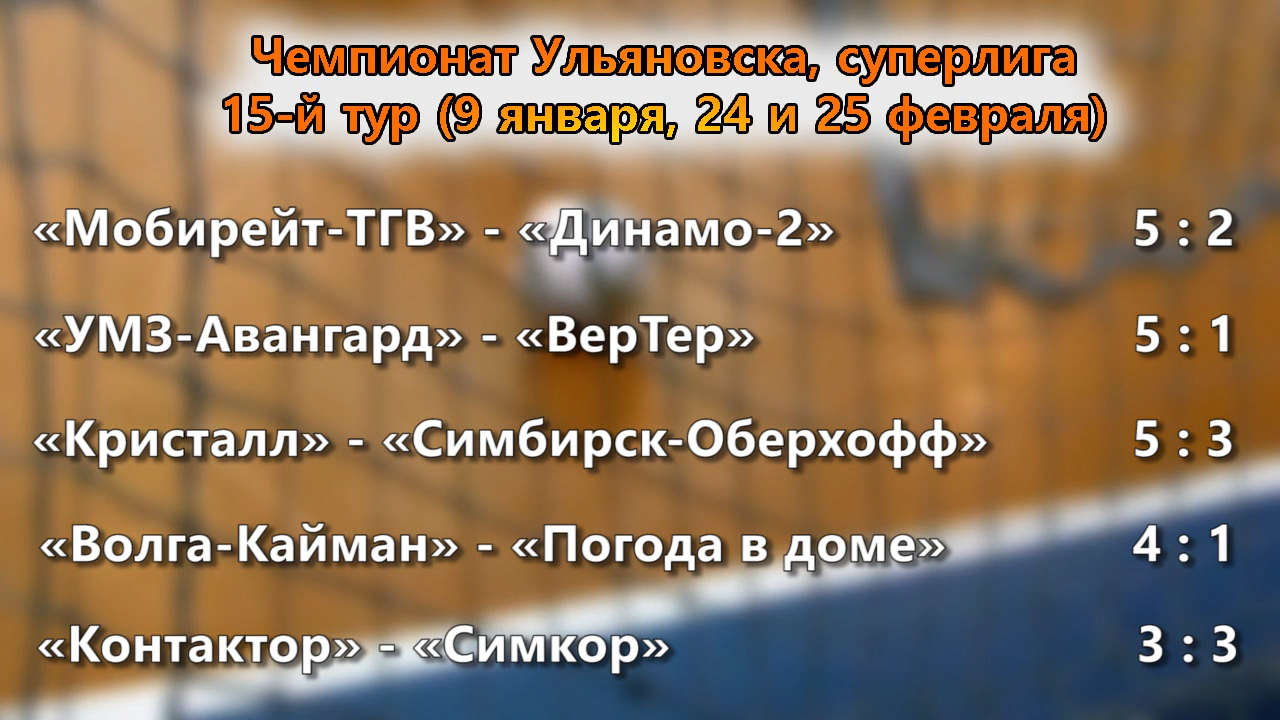 Чемпионат Ульяновска, суперлига
15-й тур (9 января, 24 и 25 февраля)
«Мобирейт-ТГВ» - «Динамо-2» 5 : 2
«УМЗ-Авангард» - «ВерТер» 5 : 1
«Кристалл» - «Симбирск-Оберхофф» 5 : 3
«Волга-Кайман» - «Погода в доме» 4 : 1
«Контактор» - «Симкор» 3 : 3